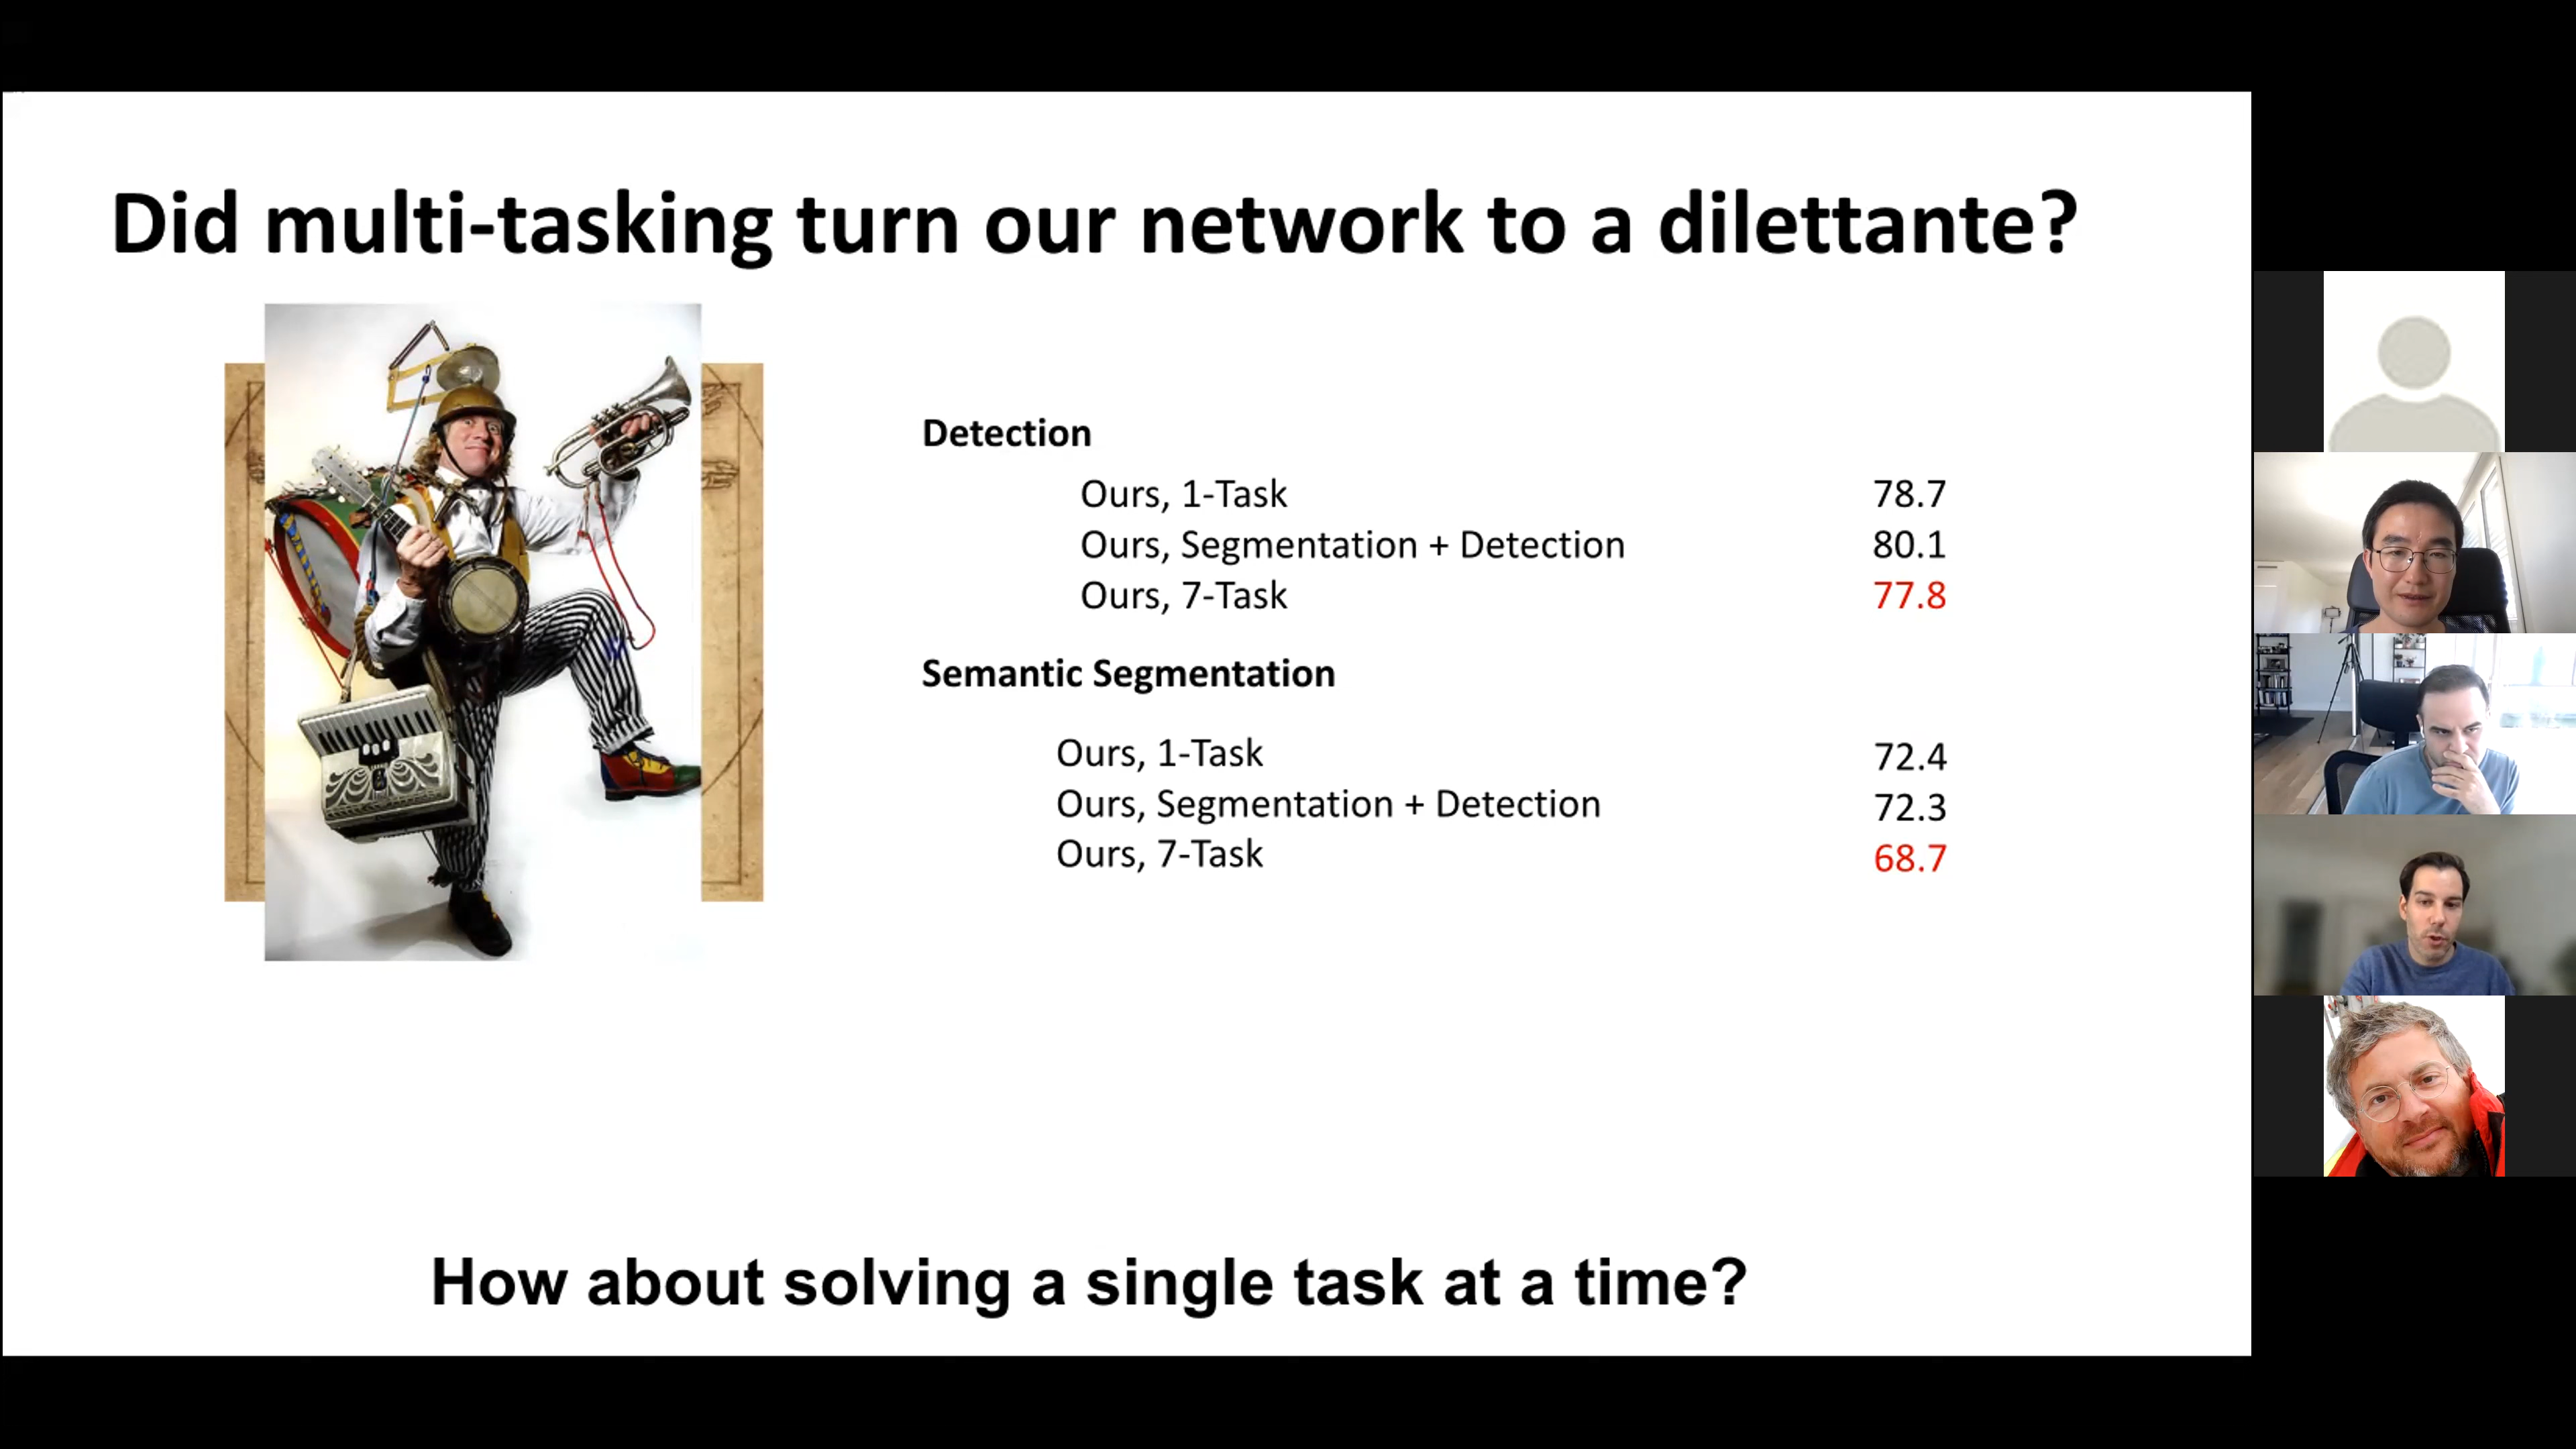 Did multi-tasking turn our network to a dilettante?
Detection
Ours, 1-Task 78.7
Ours, Segmentation + Detection 80.1
Ours, 7-Task 77.8
Semantic Segmentation
Ours, 1-Task 72.4
Ours, Segmentation + Detection 72.3
Ours, 7-Task 68.7
How about solving a single task at a time?